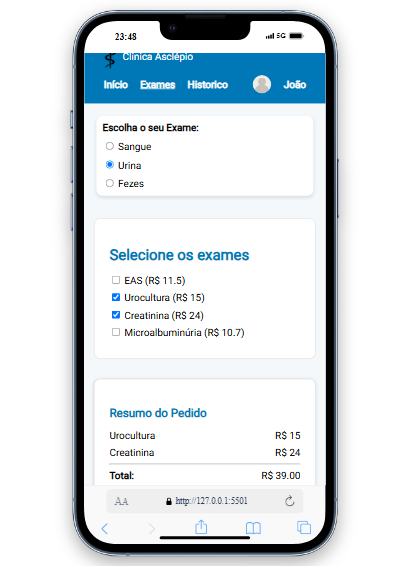 23:48
5G
Clínica Asclépio
Início Exames Historico João
Escolha o seu Exame:
Sangue
Urina
Fezes
Selecione os exames
EAS (R$ 11.5)
Urocultura (R$ 15)
Creatinina (R$ 24)
Microalbuminúria (R$ 10.7)
Resumo do Pedido
Urocultura R$ 15
Creatinina R$ 24
Total: R$ 39.00
AA http://127.0.0.1:5501